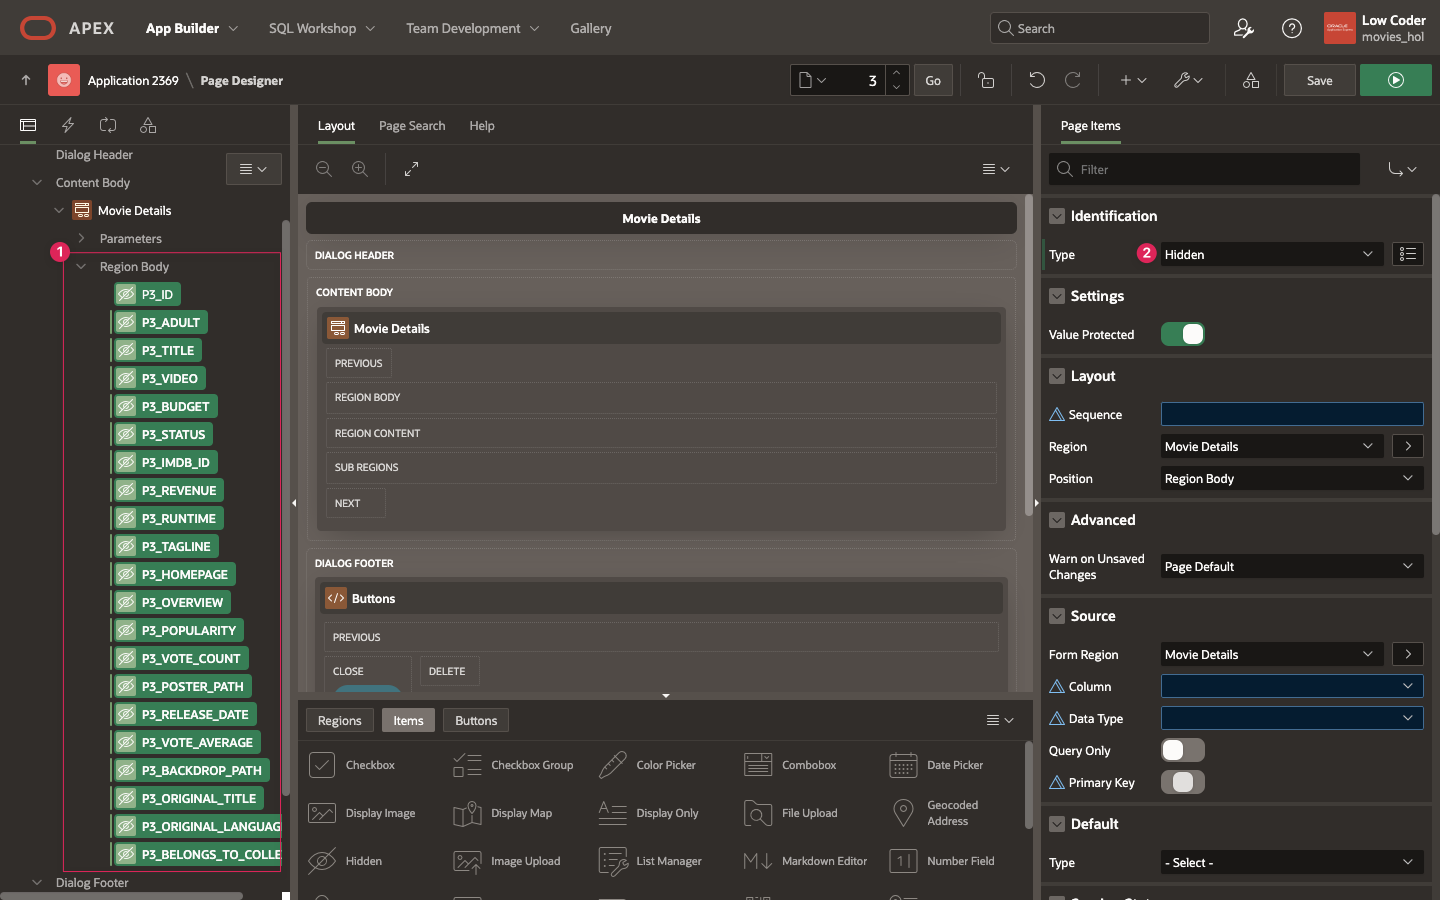 APEX
App Builder
SQL Workshop
Team Development
Gallery
Search
Low Coder
movies_hol
Application 2369 \ Page Designer
3
Go
Save
Layout
Page Search
Help
Page Items
Dialog Header
Content Body
Movie Details
Parameters
1
Region Body
P3_ID
P3_ADULT
P3_TITLE
P3_VIDEO
P3_BUDGET
P3_STATUS
P3_IMDB_ID
P3_REVENUE
P3_RUNTIME
P3_TAGLINE
P3_HOMEPAGE
P3_OVERVIEW
P3_POPULARITY
P3_VOTE_COUNT
P3_POSTER_PATH
P3_RELEASE_DATE
P3_VOTE_AVERAGE
P3_BACKDROP_PATH
P3_ORIGINAL_TITLE
P3_ORIGINAL_LANGUAG
P3_BELONGS_TO_COLLE
Dialog Footer
Movie Details
DIALOG HEADER
CONTENT BODY
Movie Details
PREVIOUS
REGION BODY
REGION CONTENT
SUB REGIONS
NEXT
DIALOG FOOTER
</> Buttons
PREVIOUS
CLOSE
DELETE
Regions
Items
Buttons
Checkbox
Checkbox Group
Color Picker
Combobox
Date Picker
Display Image
Display Map
Display Only
File Upload
Geocoded
Address
Hidden
Image Upload
List Manager
Markdown Editor
Number Field
Filter
Identification
Type
2
Hidden
Settings
Value Protected
Layout
Sequence
Region
Movie Details
Position
Region Body
Advanced
Warn on Unsaved
Changes
Page Default
Source
Form Region
Movie Details
Column
Data Type
Query Only
Primary Key
Default
Type
- Select -